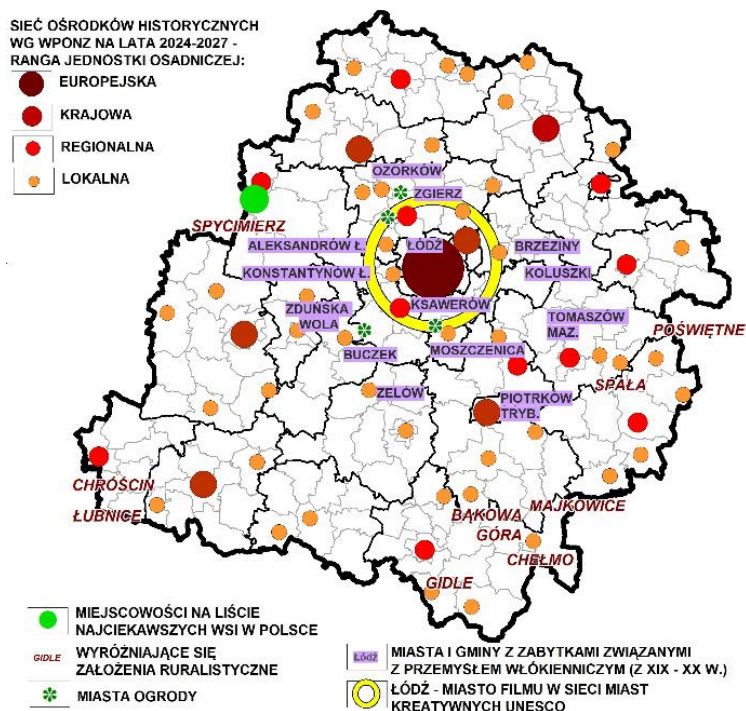 SIEĆ OŚRODKÓW HISTORYCZNYCH
WG WPONZ NA LATA 2024-2027 -
RANGA JEDNOSTKI OSADNICZEJ:
EUROPEJSKA
KRAJOWA
REGIONALNA
LOKALNA
OZORKÓW
ZGIERZ
SPYCIMIERZ
ALEKSANDRÓW Ł.
ŁÓDŹ
BRZEZINY
KONSTANTYNÓW Ł.
KOLUSZKI
ZDUŃSKA
WOLA
KSAWERÓW
TOMASZÓW
MAZ.
POŚWIĘTNE
BUCZEK
MOSZCZENICA
SPAŁA
ZELÓW
PIOTRKÓW
TRYB.
CHRÓŚCIN
ŁUBNICE
BĄKOWA
GÓRA
MAJKOWICE
CHEŁMO
GIDLE
MIEJSCOWOŚCI NA LIŚCIE
NAJCIEKAWSZYCH WSI W POLSCE
GIDLE
WYRÓŻNIAJĄCE SIĘ
ZAŁOŻENIA RURALISTYCZNE
MIASTA OGRODY
Łódź
MIASTA I GMINY Z ZABYTKAMI ZWIĄZANYMI
Z PRZEMYSŁEM WŁÓKIENNICZYM (Z XIX - XX W.)
ŁÓDŹ - MIASTO FILMU W SIECI MIAST
KREATYWNYCH UNESCO